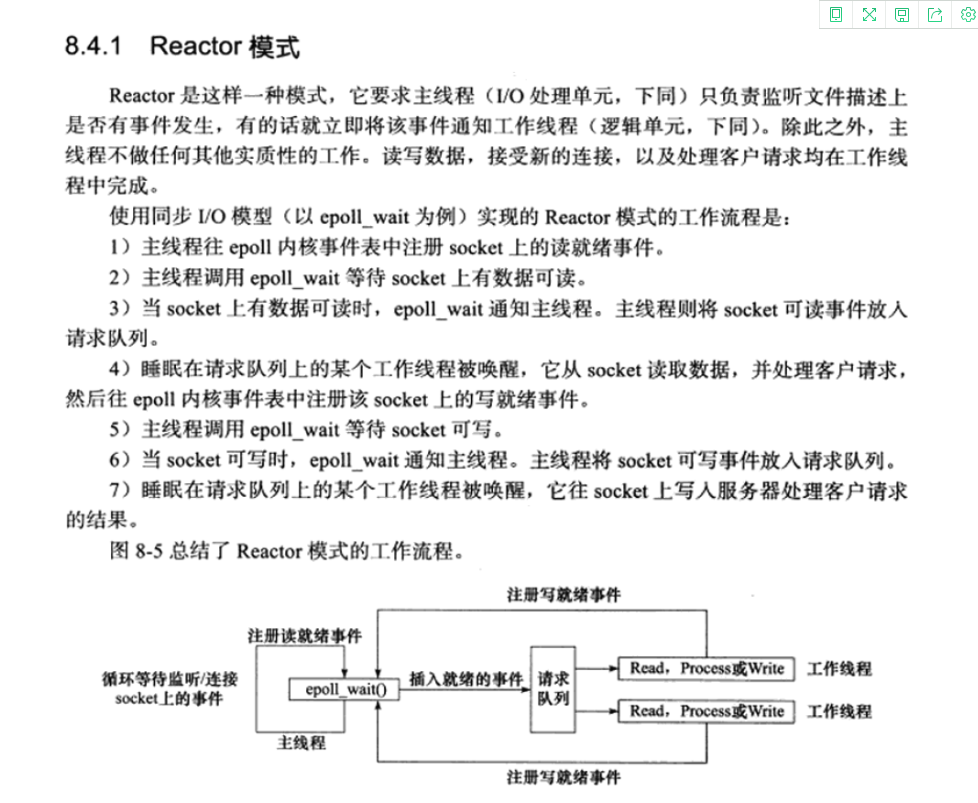 8.4.1 Reactor 模式
Reactor 是这样一种模式，它要求主线程（I/O 处理单元，下同）只负责监听文件描述上
是否有事件发生，有的话就立即将该事件通知工作线程（逻辑单元，下同）。除此之外，主
线程不做任何其他实质性的工作。读写数据，接受新的连接，以及处理客户请求均在工作线
程中完成。
使用同步 I/O 模型（以 epoll_wait 为例）实现的 Reactor 模式的工作流程是：
1）主线程往 epoll 内核事件表中注册 socket 上的读就绪事件。
2）主线程调用 epoll_wait 等待 socket 上有数据可读。
3）当 socket 上有数据可读时，epoll_wait 通知主线程。主线程则将 socket 可读事件放入
请求队列。
4）睡眠在请求队列上的某个工作线程被唤醒，它从 socket 读取数据，并处理客户请求，
然后往 epoll 内核事件表中注册该 socket 上的写就绪事件。
5）主线程调用 epoll_wait 等待 socket 可写。
6）当 socket 可写时，epoll_wait 通知主线程。主线程将 socket 可写事件放入请求队列。
7）睡眠在请求队列上的某个工作线程被唤醒，它往 socket 上写入服务器处理客户请求
的结果。
图 8-5 总结了 Reactor 模式的工作流程。
注册写就绪事件
注册读就绪事件
循环等待监听/连接
socket上的事件
epoll_wait()
插入就绪的事件
请求
队列
Read，Process或Write
工作线程
Read，Process或Write
工作线程
主线程
注册写就绪事件